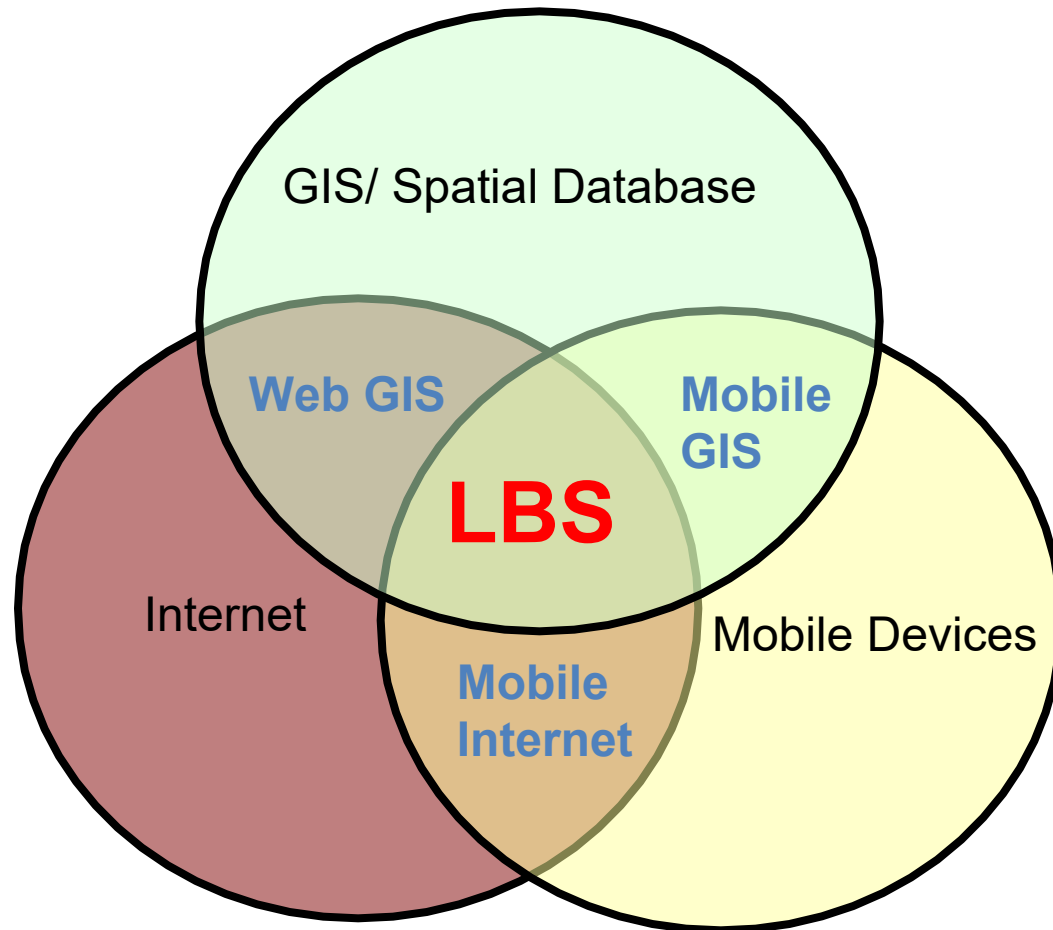 GIS/ Spatial Database
Web GIS
Mobile
GIS
LBS
Internet
Mobile Devices
Mobile
Internet